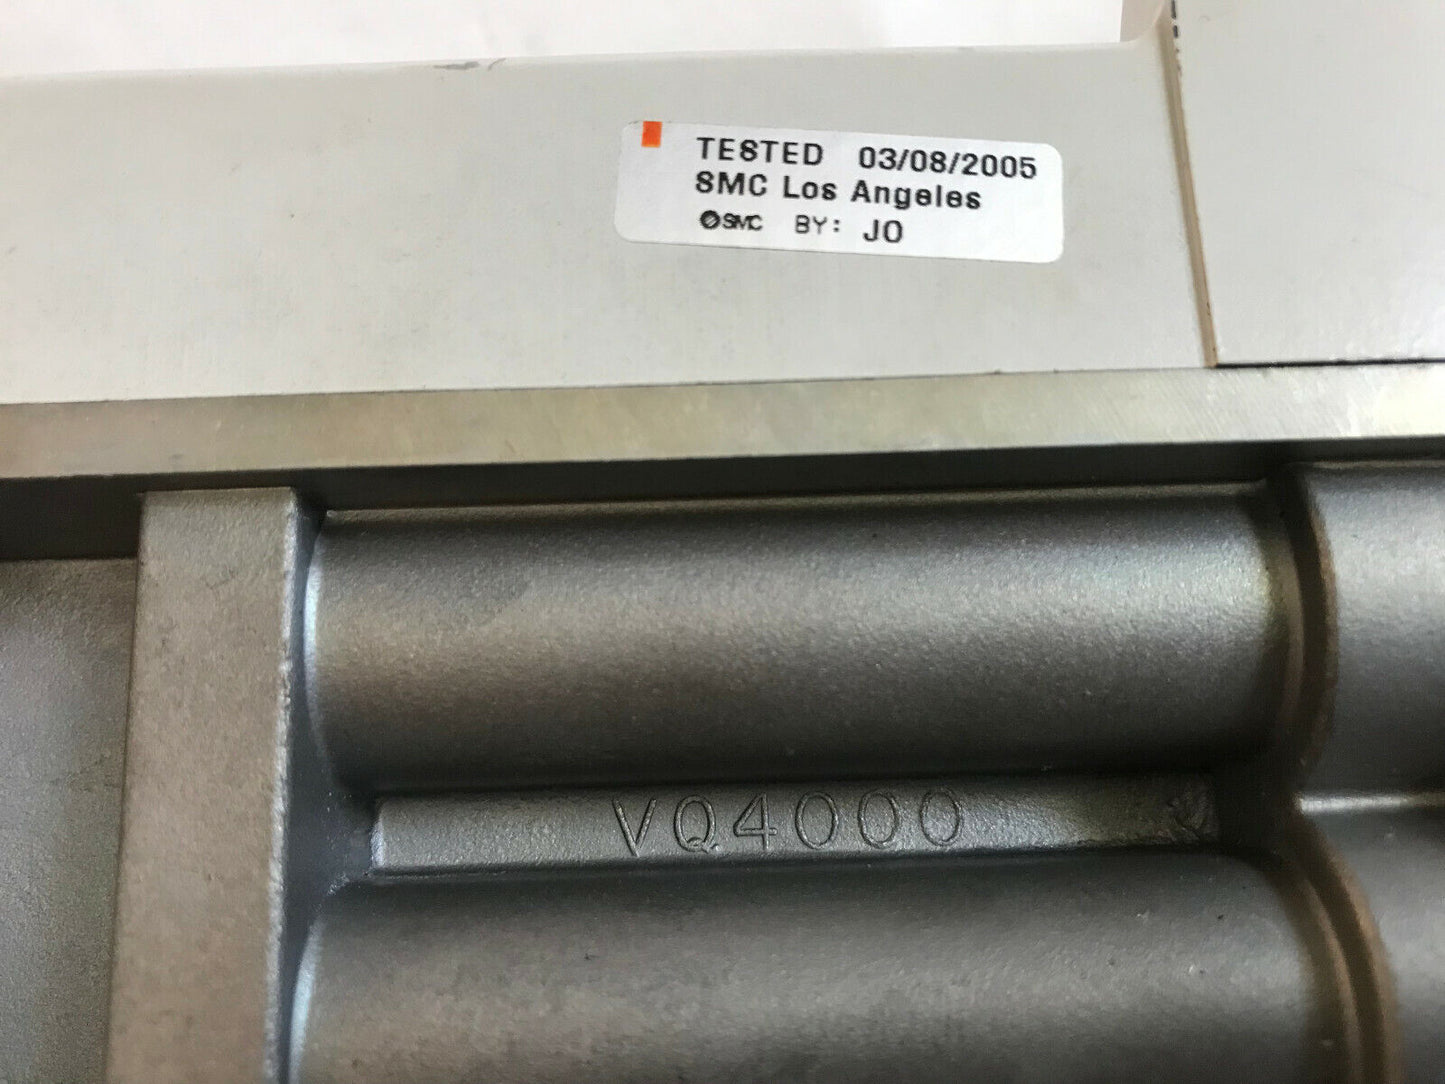 TESTED 03/08/2005
SMC Los Angeles
SMC BY: JO
VQ4000